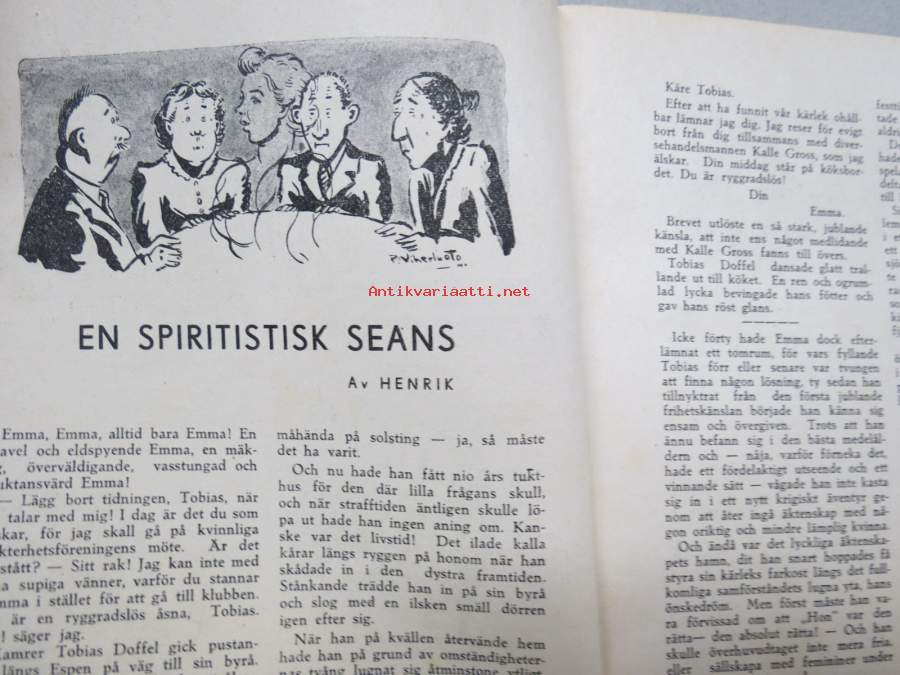 P. Viherluoto
Antikvariaatti.net
EN SPIRITISTISK SEANS
Av HENRIK
Emma, Emma, alltid bara Emma! En
avel och eldspyende Emma, en mäk-
g, överväldigande, vasstungad och
uktansvärd Emma!
— Lägg bort tidningen, Tobias, när
talar med mig! I dag är det du som
kar, för jag skall gå på kvinnliga
kterhetsföreningens möte. Är det
stått? — Sitt rak! Jag kan inte med
a supiga vänner, varför du stannar
mma i stället för att gå till klubben.
är en ryggradslös åsna, Tobias.
! säger jag.
Kamrer Tobias Doffel gick pustan-
längs Espen på väg till sin byrå.
måhända på solsting — ja, så måste
det ha varit.
Och nu hade han fått nio års tukt-
hus för den där lilla frågans skull,
och när strafftiden äntligen skulle lö-
pa ut hade han ingen aning om. Kan-
ske var det livstid! Det ilade kalla
kårar längs ryggen på honom när han
skådade in i den dystra framtiden.
Stånkande trädde han in på sin byrå
och slog med en ilsken small dörren
igen efter sig.
När han på kvällen återvände hem
hade han på grund av omständigheter-
nas tvång lugnat sig åtminstone ytligt.
Käre Tobias.
Efter att ha funnit vår kärlek ohåll-
bar lämnar jag dig. Jag reser för evigt
bort från dig tillsammans med diver-
sehandelsmannen Kalle Gross, som jag
älskar. Din middag står på köksbor-
det. Du är ryggradslös!
Din
Emma.
Brevet utlöste en så stark, jublande
känsla, att inte ens något medlidande
med Kalle Gross fanns till övers.
Tobias Doffel dansade glatt tral-
lande ut till köket. En ren och ogrum-
lad lycka bevingade hans fötter och
gav hans röst glans.
Icke förty hade Emma dock efter-
lämnat ett tomrum, för vars fyllande
Tobias förr eller senare var tvungen
att finna någon lösning, ty sedan han
tillnyktrat från den första jublande
frihetskänslan började han känna sig
ensam och övergiven. Trots att han
ännu befann sig i den bästa medelål-
dern och — nåja, varför förneka det,
hade ett fördelaktigt utseende och ett
vinnande sätt — vågade han inte kasta
sig in i ett nytt krigiskt äventyr ge-
nom att åter ingå äktenskap med nå-
gon oriktig och mindre lämplig kvinna.
Och ändå var det lyckliga äktenska-
pets hamn, dit han snart hoppades få
styra sin kärleks farkost längs det full-
komliga samförståndets lugna yta, hans
önskedröm. Men först måste han va-
ra förvissad om att „Hon" var den
rätta— den absolut rätta! — Och han
skulle överhuvudtaget inte mera fria,
eller sällskapa med femininer under